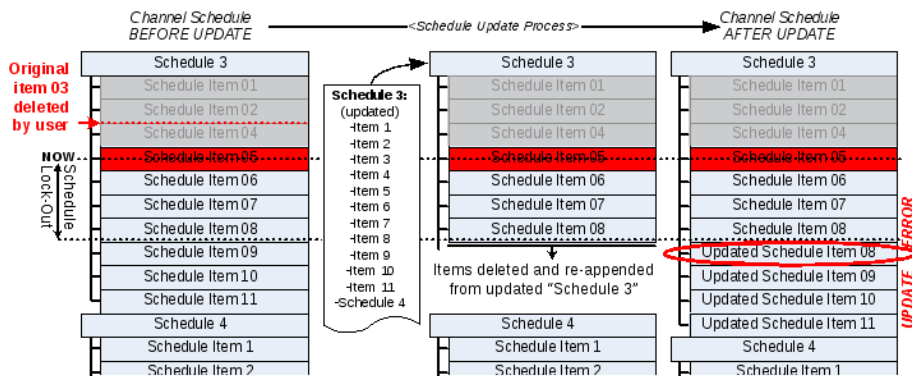 Channel Schedule
BEFORE UPDATE
<Schedule Update Process>
Channel Schedule
AFTER UPDATE
Original
item 03
deleted
by user
NOW
Schedule
Lock-Out
Schedule 3
Schedule Item 01
Schedule Item 02
Schedule Item 04
Schedule Item 05
Schedule Item 06
Schedule Item 07
Schedule Item 08
Schedule Item 09
Schedule Item 10
Schedule Item 11
Schedule 4
Schedule Item 1
Schedule Item 2
Schedule 3:
(updated)
-Item 1
-Item 2
-Item 3
-Item 4
-Item 5
-Item 6
-Item 7
-Item 8
-Item 9
-Item 10
-Item 11
-Schedule 4
Schedule 3
Schedule Item 01
Schedule Item 02
Schedule Item 04
Schedule Item 05
Schedule Item 06
Schedule Item 07
Schedule Item 08
Items deleted and re-appended
from updated “Schedule 3”
Schedule 4
Schedule Item 1
Schedule Item 2
Schedule 3
Schedule Item 01
Schedule Item 02
Schedule Item 04
Schedule Item 05
Schedule Item 06
Schedule Item 07
Schedule Item 08
Updated Schedule Item 08
Updated Schedule Item 09
Updated Schedule Item 10
Updated Schedule Item 11
Schedule 4
Schedule Item 1
UPDATE ERROR